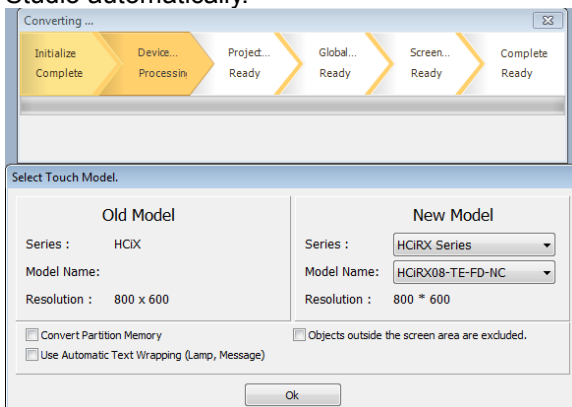 Studio automatically.
Converting ...
Initialize Device... Project... Global... Screen... Complete
Complete Processin Ready Ready Ready Ready
Select Touch Model.
Old Model New Model
Series : HCiX Series : HCiRX Series
Model Name: Model Name: HCiRX08-TE-FD-NC
Resolution : 800 x 600 Resolution : 800 * 600
Convert Partition Memory Objects outside the screen area are excluded.
Use Automatic Text Wrapping (Lamp, Message)
Ok